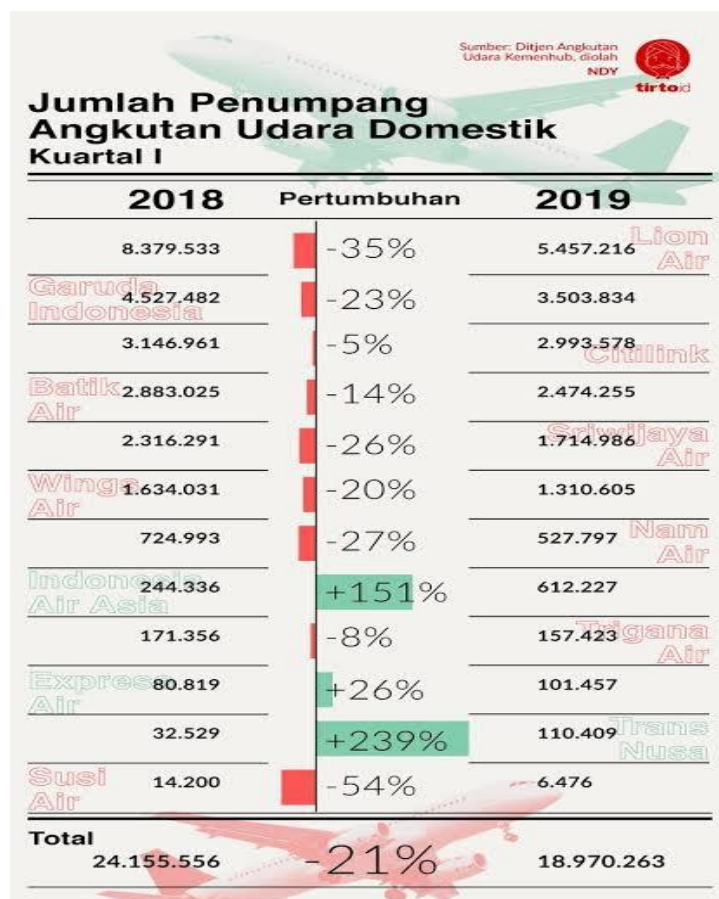 Sumber: Ditjen Angkutan
Udara Kemenhub, diolah
NDY
tirto.id
Jumlah Penumpang
Angkutan Udara Domestik
Kuartal I
2018 Pertumbuhan 2019
8.379.533 -35% 5.457.216 Lion Air
Garuda Indonesia 4.527.482 -23% 3.503.834
3.146.961 -5% 2.993.578 Citilink
Batik Air 2.883.025 -14% 2.474.255
2.316.291 -26% 1.714.986 Sriwijaya Air
Wings Air 1.634.031 -20% 1.310.605
724.993 -27% 527.797 Nam Air
Indonesia Air Asia 244.336 +151% 612.227
171.356 -8% 157.423 Trigana Air
Express Air 80.819 +26% 101.457
32.529 +239% 110.409 Trans Nusa
Susi Air 14.200 -54% 6.476
Total
24.155.556 -21% 18.970.263